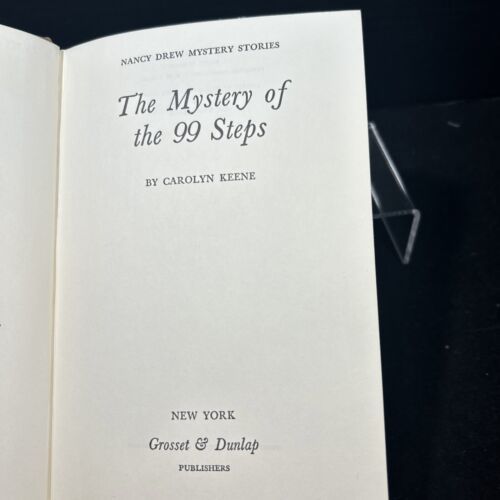 NANCY DREW MYSTERY STORIES
The Mystery of
the 99 Steps
BY CAROLYN KEENE
NEW YORK
Grosset & Dunlap
PUBLISHERS